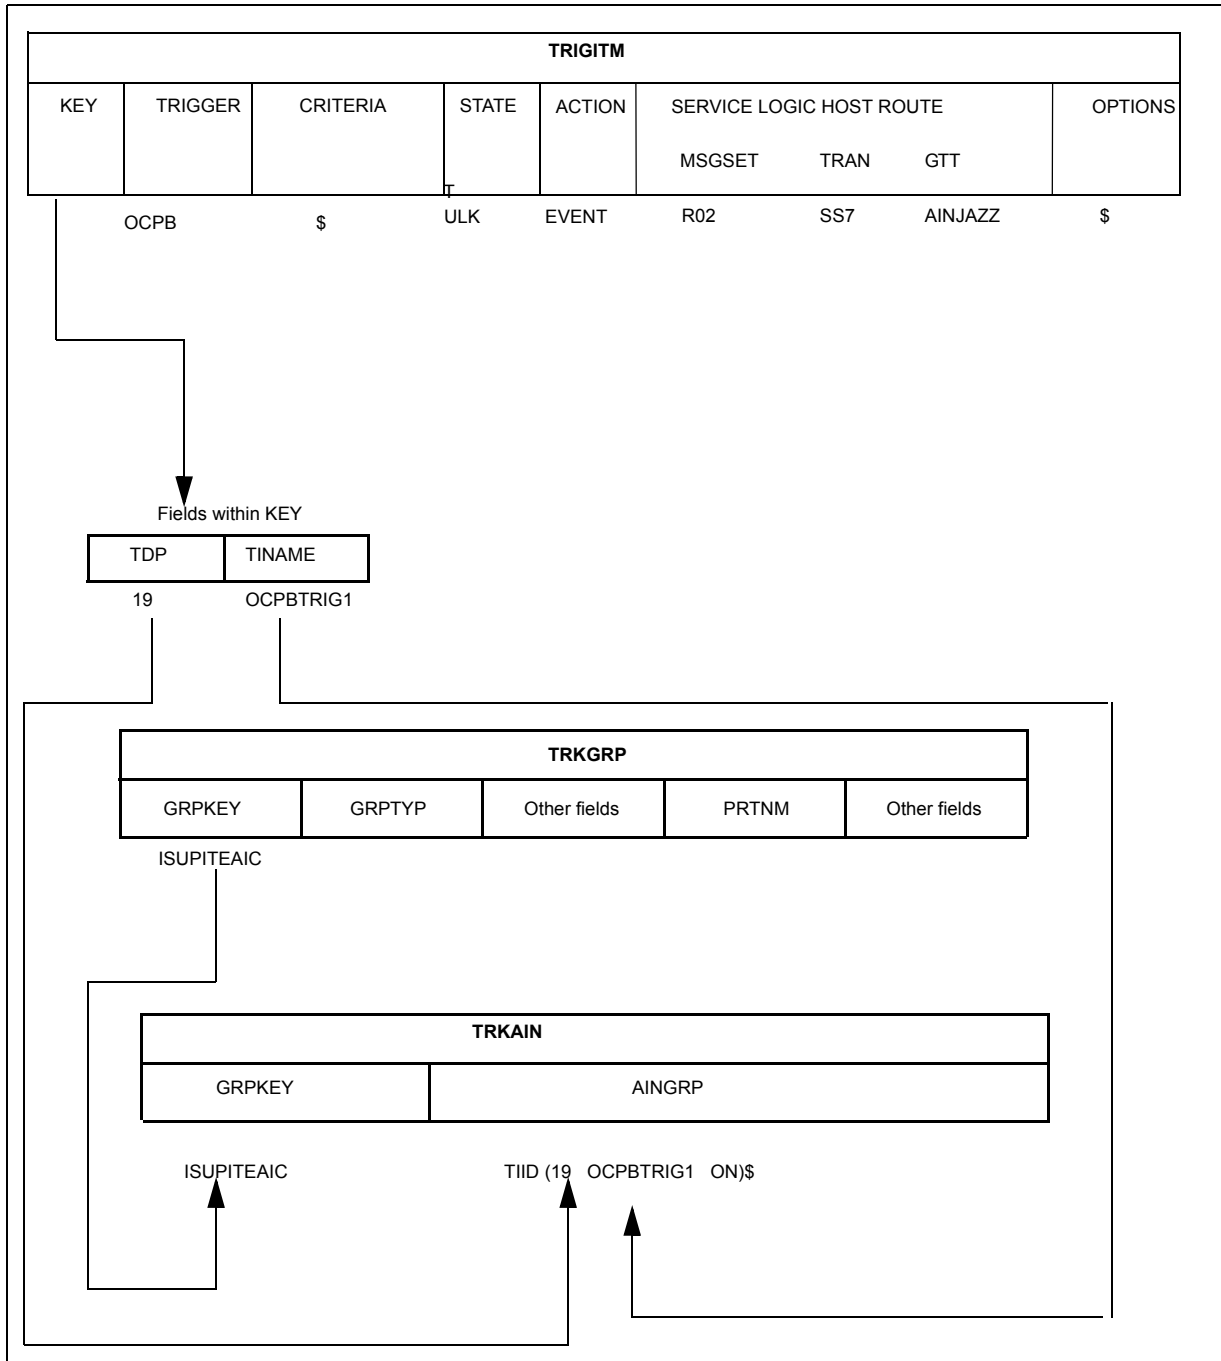 TRIGITM
KEY TRIGGER CRITERIA STATE ACTION SERVICE LOGIC HOST ROUTE OPTIONS
MSGSET TRAN GTT
T
OCPB $ ULK EVENT R02 SS7 AINJAZZ $
Fields within KEY
TDP TINAME
19 OCPBTRIG1
TRKGRP
GRPKEY GRPTYP Other fields PRTNM Other fields
ISUPITEAIC
TRKAIN
GRPKEY AINGRP
ISUPITEAIC TIID (19 OCPBTRIG1 ON)$